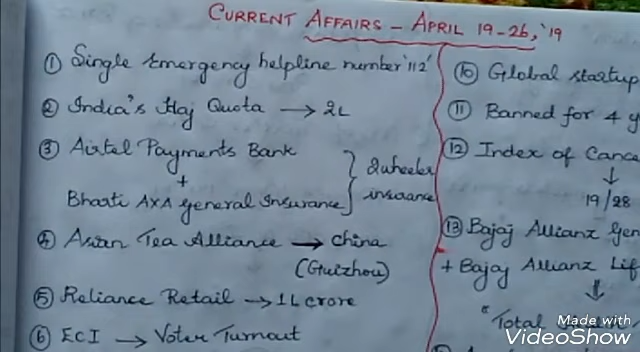 CURRENT AFFAIRS - APRIL 19-26, '19
① Single Emergency helpline number '112'
② India's Haj Quota → 2L
③ Airtel Payments Bank
+
Bharti AXA General Insurance } 2wheeler insurance
④ Asian Tea Alliance → China
(Guizhou)
⑤ Reliance Retail → 1L crore
⑥ ECI → Voter Turnout
⑩ Global Startup
⑪ Banned for 4 y
⑫ Index of Cance
↓
19/28
⑬ Bajaj Allianz Gen
+ Bajaj Allianz Lif
↓
"Total
Made with
VideoShow